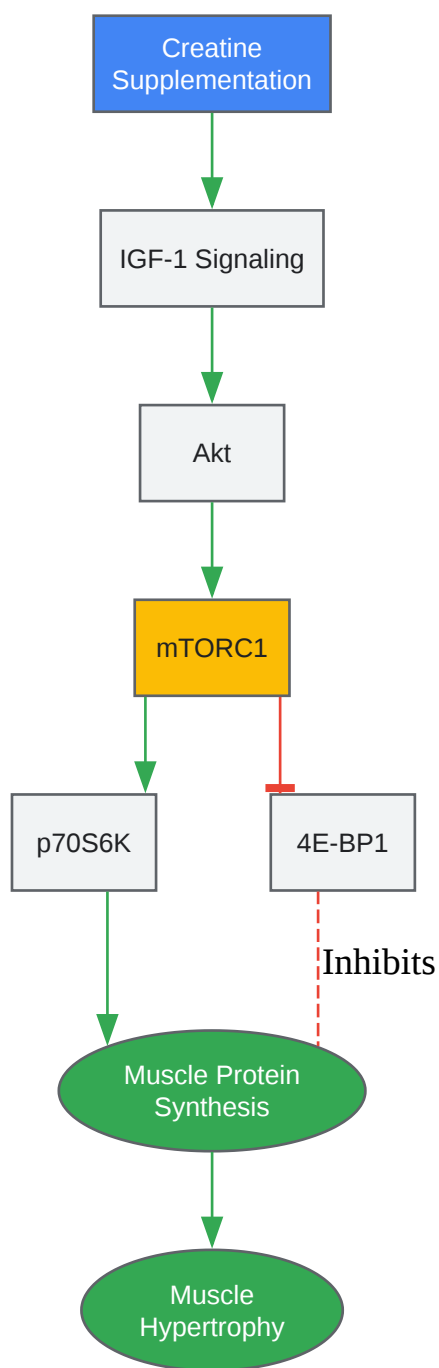 Creatine
Supplementation
IGF-1 Signaling
Akt
mTORC1
p70S6K
4E-BP1
Inhibits
Muscle Protein
Synthesis
Muscle
Hypertrophy